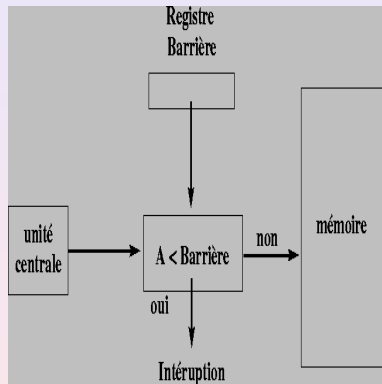 Registre
Barrière
unité
centrale
A < Barrière
non
mémoire
oui
Intéruption